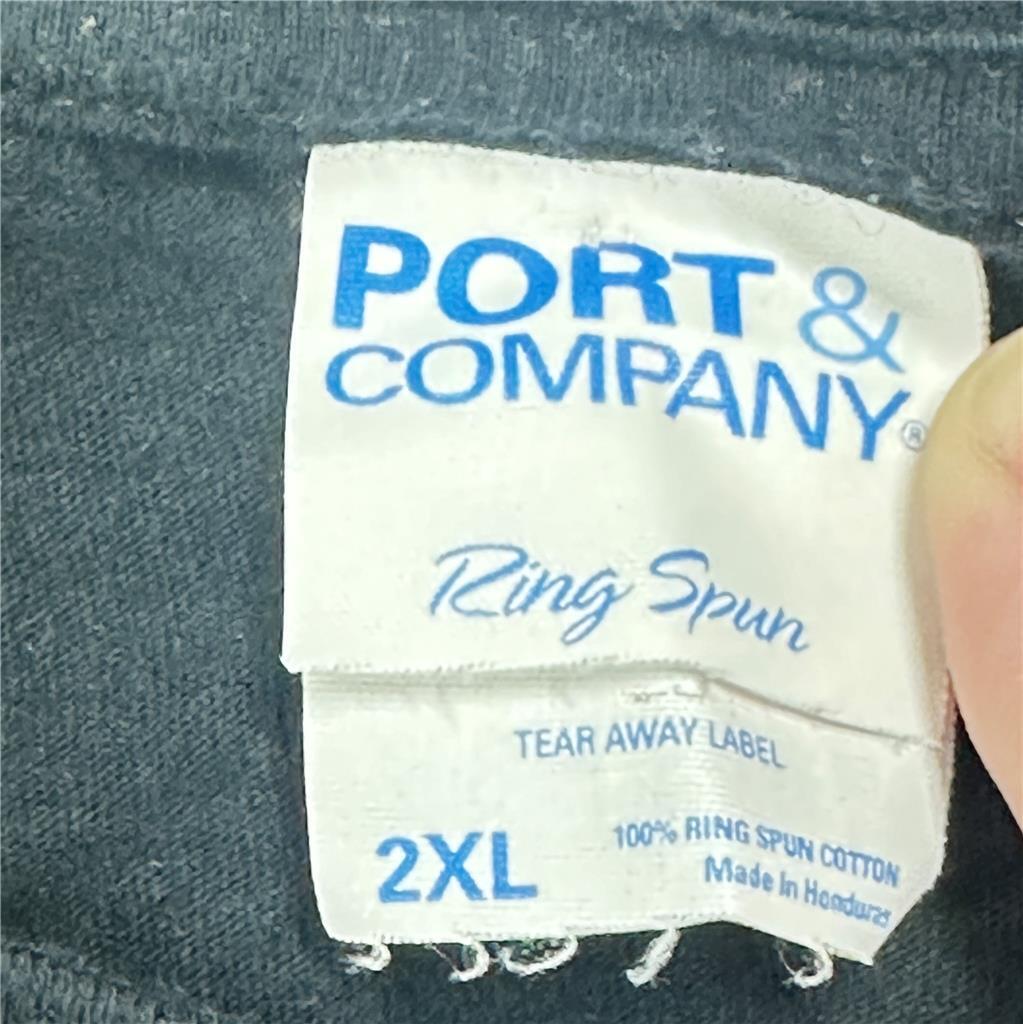 PORT &
COMPANY®
Ring Spun
TEAR AWAY LABEL
2XL
100% RING SPUN COTTON
Made In Honduras